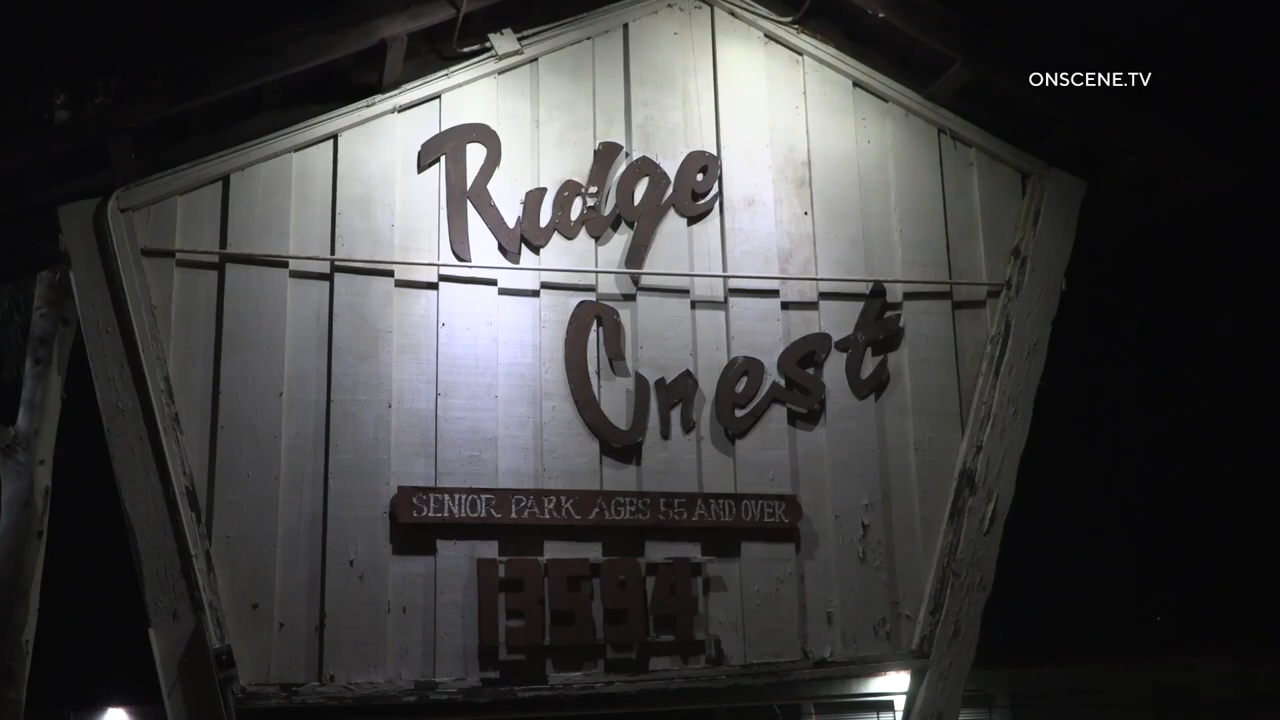 ONSCENE.TV
Ridge
Crest
SENIOR PARK AGES 55 AND OVER
13594